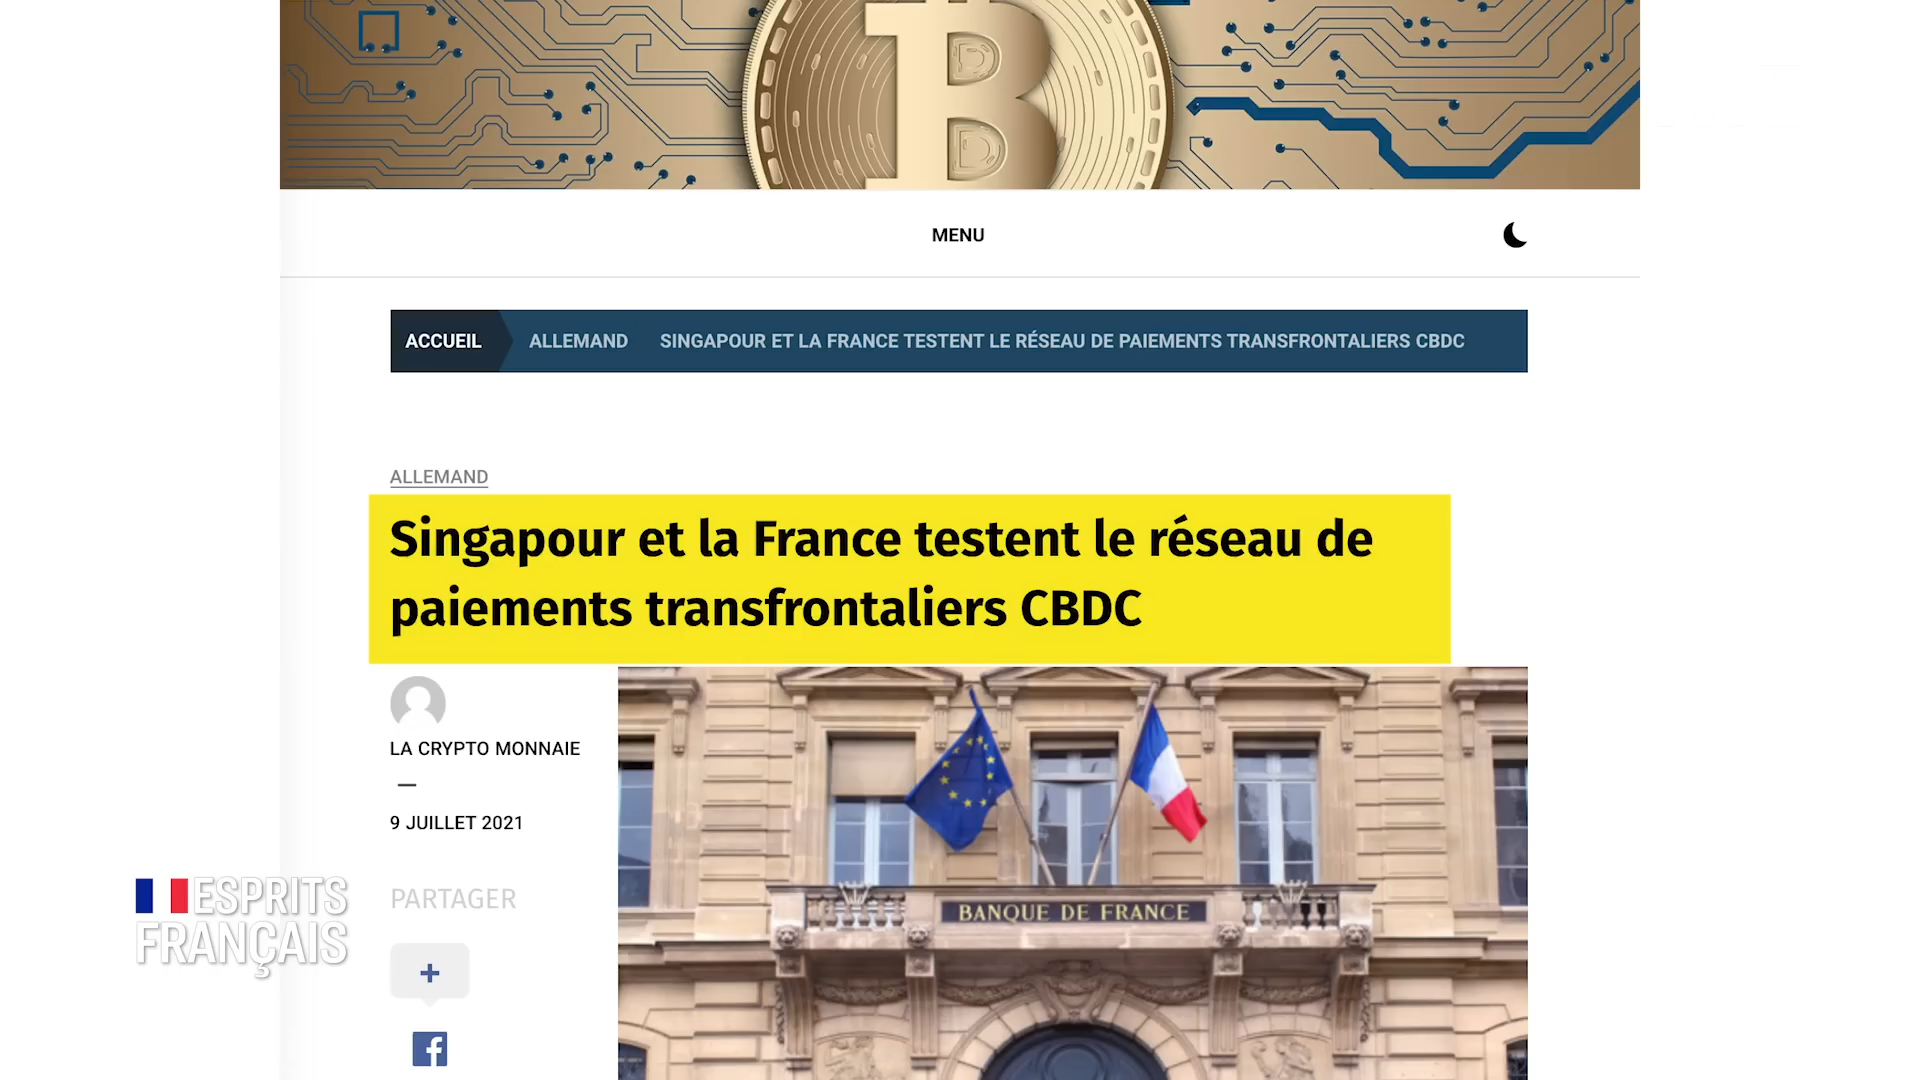 MENU
ACCUEIL ALLEMAND SINGAPOUR ET LA FRANCE TESTENT LE RÉSEAU DE PAIEMENTS TRANSFRONTALIERS CBDC
ALLEMAND
Singapour et la France testent le réseau de
paiements transfrontaliers CBDC
LA CRYPTO MONNAIE
—
9 JUILLET 2021
PARTAGER
+
f
BANQUE DE FRANCE
ESPRITS
FRANÇAIS